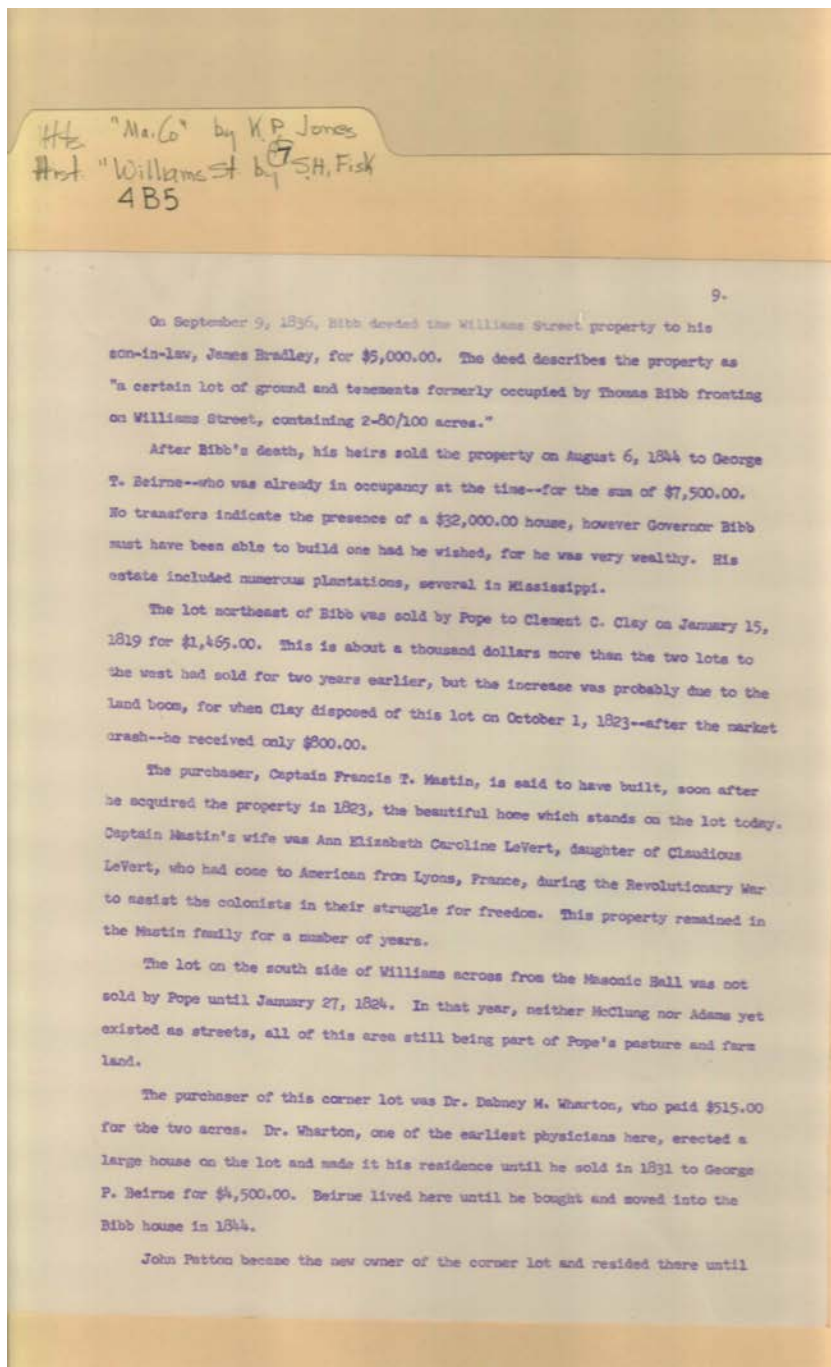 Htz "Ma.Co" by K.P. Jones
Hist. "Williams St. by S.H. Fisk
7
4B5
9.
On September 9, 1836, Bibb deeded the Williams Street property to his
son-in-law, James Bradley, for $5,000.00. The deed describes the property as
"a certain lot of ground and tenements formerly occupied by Thomas Bibb fronting
on Williams Street, containing 2-80/100 acres."
After Bibb's death, his heirs sold the property on August 6, 1844 to George
T. Beirne--who was already in occupancy at the time--for the sum of $7,500.00.
No transfers indicate the presence of a $32,000.00 house, however Governor Bibb
must have been able to build one had he wished, for he was very wealthy. His
estate included numerous plantations, several in Mississippi.
The lot northeast of Bibb was sold by Pope to Clement C. Clay on January 15,
1819 for $1,465.00. This is about a thousand dollars more than the two lots to
the west had sold for two years earlier, but the increase was probably due to the
land boom, for when Clay disposed of this lot on October 1, 1823--after the market
crash--he received only $800.00.
The purchaser, Captain Francis T. Mastin, is said to have built, soon after
he acquired the property in 1823, the beautiful home which stands on the lot today.
Captain Mastin's wife was Ann Elizabeth Caroline LeVert, daughter of Claudious
LeVert, who had come to American from Lyons, France, during the Revolutionary War
to assist the colonists in their struggle for freedom. This property remained in
the Mastin family for a number of years.
The lot on the south side of Williams across from the Masonic Hall was not
sold by Pope until January 27, 1824. In that year, neither McClung nor Adams yet
existed as streets, all of this area still being part of Pope's pasture and farm
land.
The purchaser of this corner lot was Dr. Dabney M. Wharton, who paid $515.00
for the two acres. Dr. Wharton, one of the earliest physicians here, erected a
large house on the lot and made it his residence until he sold in 1831 to George
P. Beirne for $4,500.00. Beirne lived here until he bought and moved into the
Bibb house in 1844.
John Patton became the new owner of the corner lot and resided there until